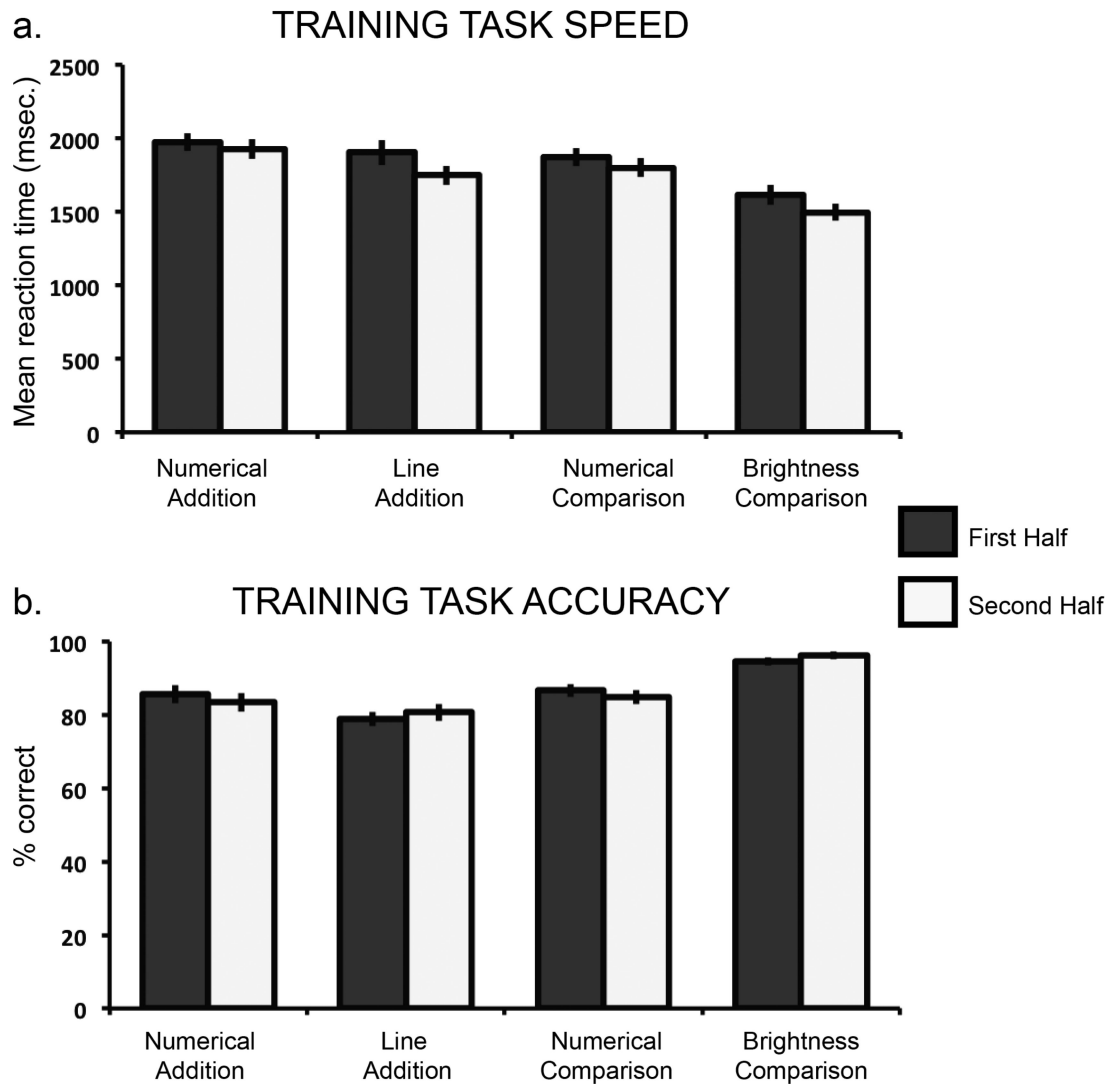 a. TRAINING TASK SPEED
Mean reaction time (msec.)
2500
2000
1500
1000
500
0
Numerical Addition
Line Addition
Numerical Comparison
Brightness Comparison
First Half
Second Half
b. TRAINING TASK ACCURACY
% correct
100
80
60
40
20
0
Numerical Addition
Line Addition
Numerical Comparison
Brightness Comparison